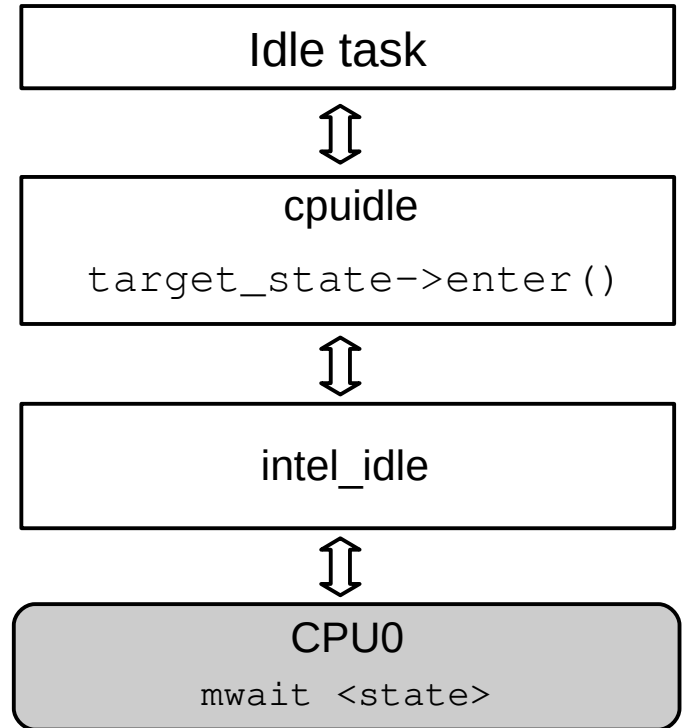 Idle task
cpuidle
target_state->enter()
intel_idle
CPU0
mwait <state>